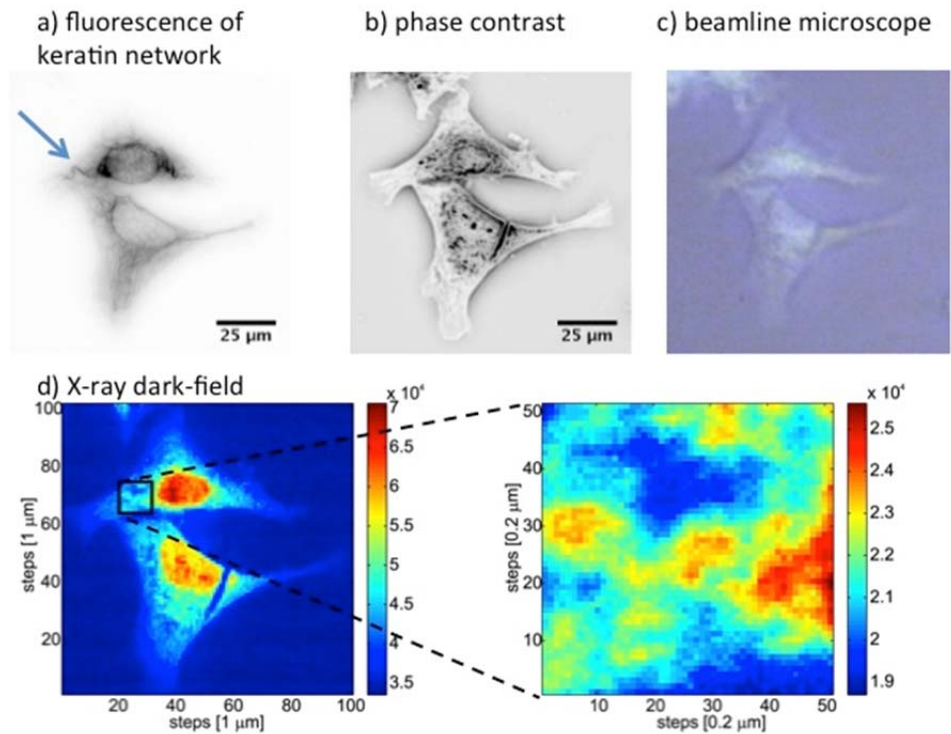 a) fluorescence of
keratin network
b) phase contrast
c) beamline microscope
25 µm
25 µm
d) X-ray dark-field
x 10⁴
7
6.5
6
5.5
5
4.5
4
3.5
100
80
60
40
20
steps [1 µm]
20 40 60 80 100
steps [1 µm]
x 10⁴
2.5
2.4
2.3
2.2
2.1
2
1.9
50
40
30
20
10
steps [0.2 µm]
10 20 30 40 50
steps [0.2 µm]